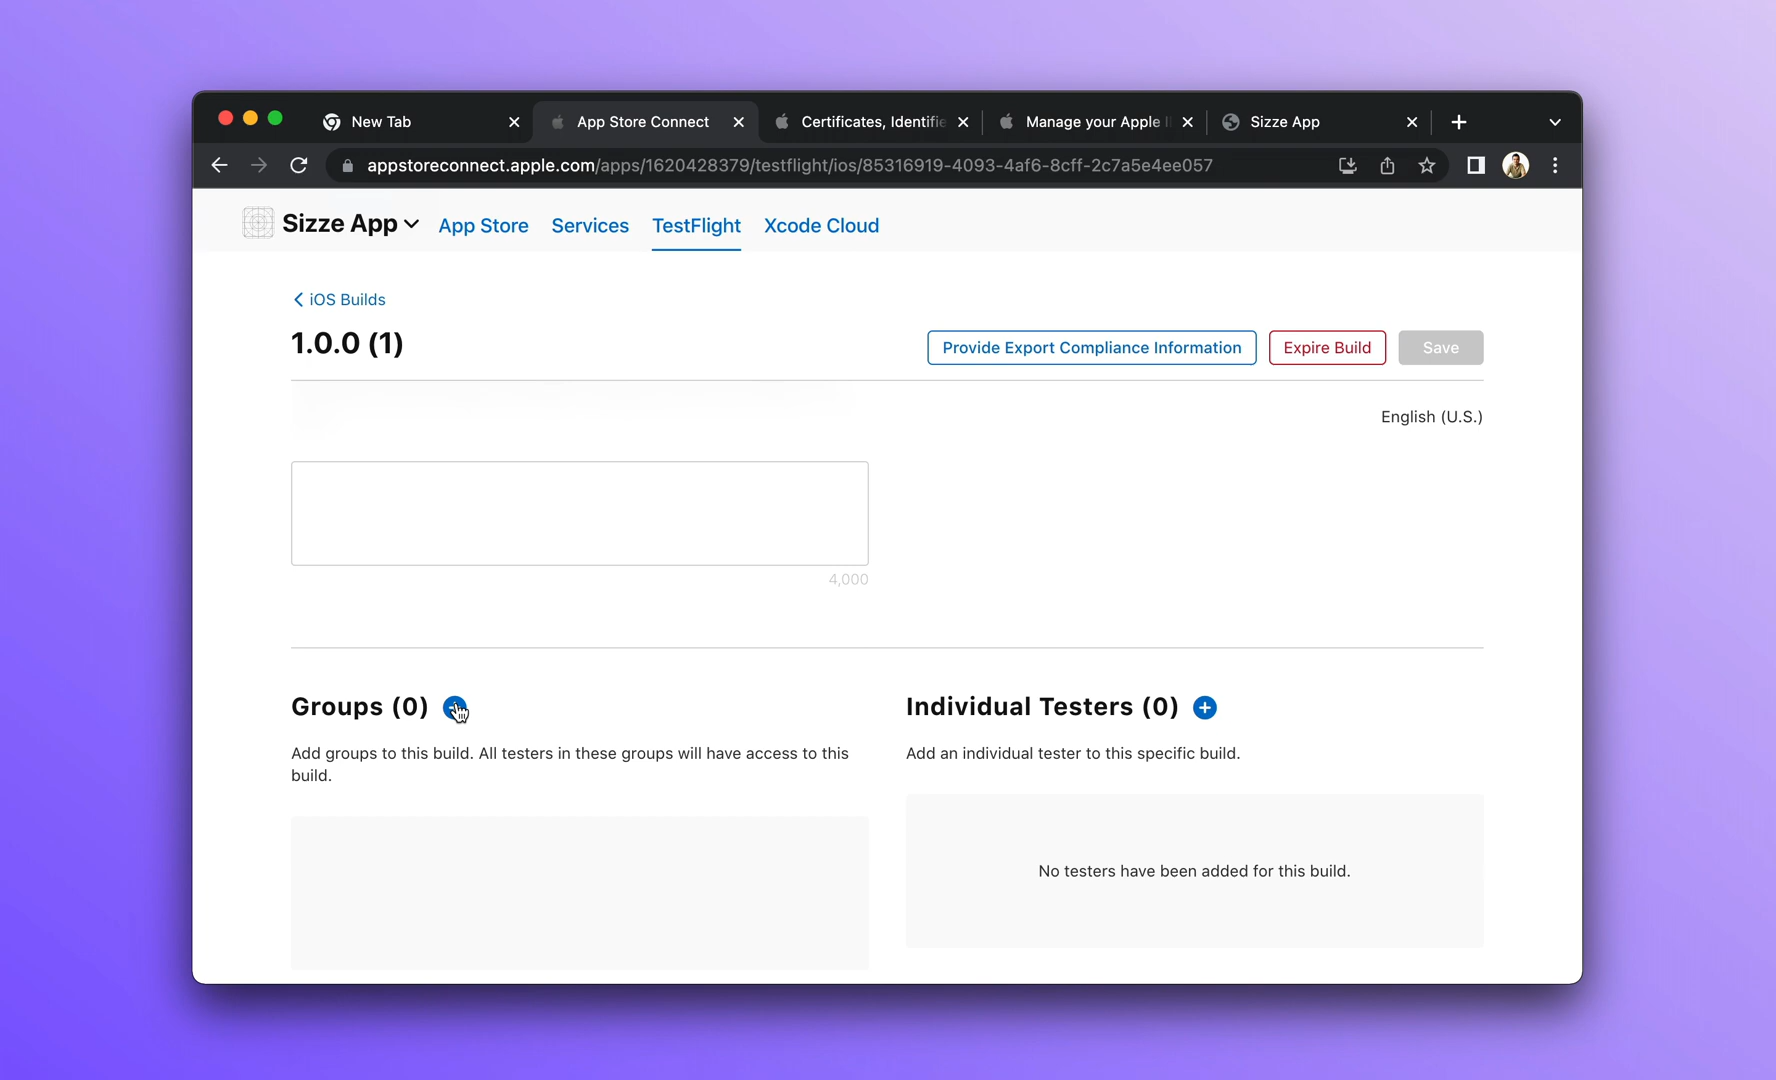 New Tab
App Store Connect
Certificates, Identifie
Manage your Apple I
Sizze App
appstoreconnect.apple.com/apps/1620428379/testflight/ios/85316919-4093-4af6-8cff-2c7a5e4ee057
Sizze App
App Store
Services
TestFlight
Xcode Cloud
iOS Builds
1.0.0 (1)
Provide Export Compliance Information
Expire Build
Save
English (U.S.)
4,000
Groups (0)
Add groups to this build. All testers in these groups will have access to this
build.
Individual Testers (0)
Add an individual tester to this specific build.
No testers have been added for this build.